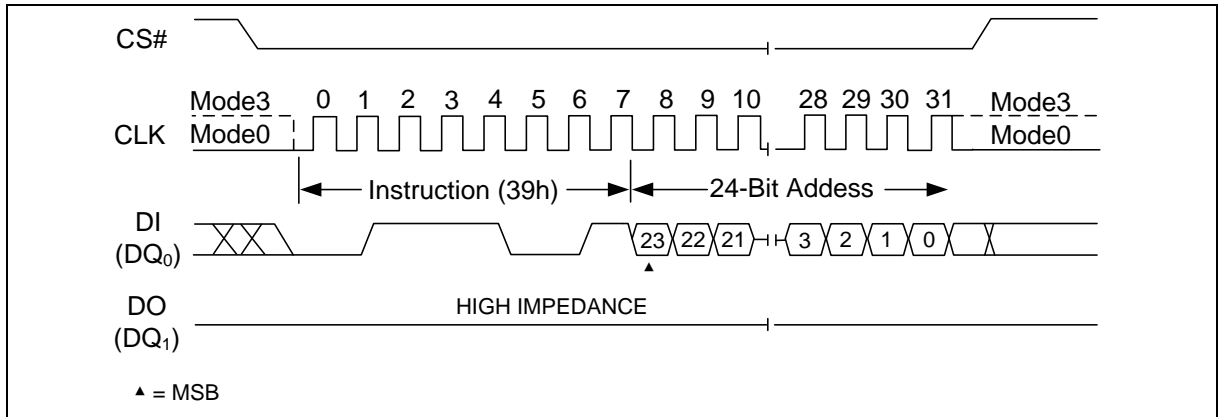 CS#
Mode3 0 1 2 3 4 5 6 7 8 9 10 28 29 30 31 Mode3
CLK Mode0 Mode0
Instruction (39h) 24-Bit Addess
DI
(DQ0) 23 22 21 3 2 1 0
▲
DO HIGH IMPEDANCE
(DQ1)
▲ = MSB